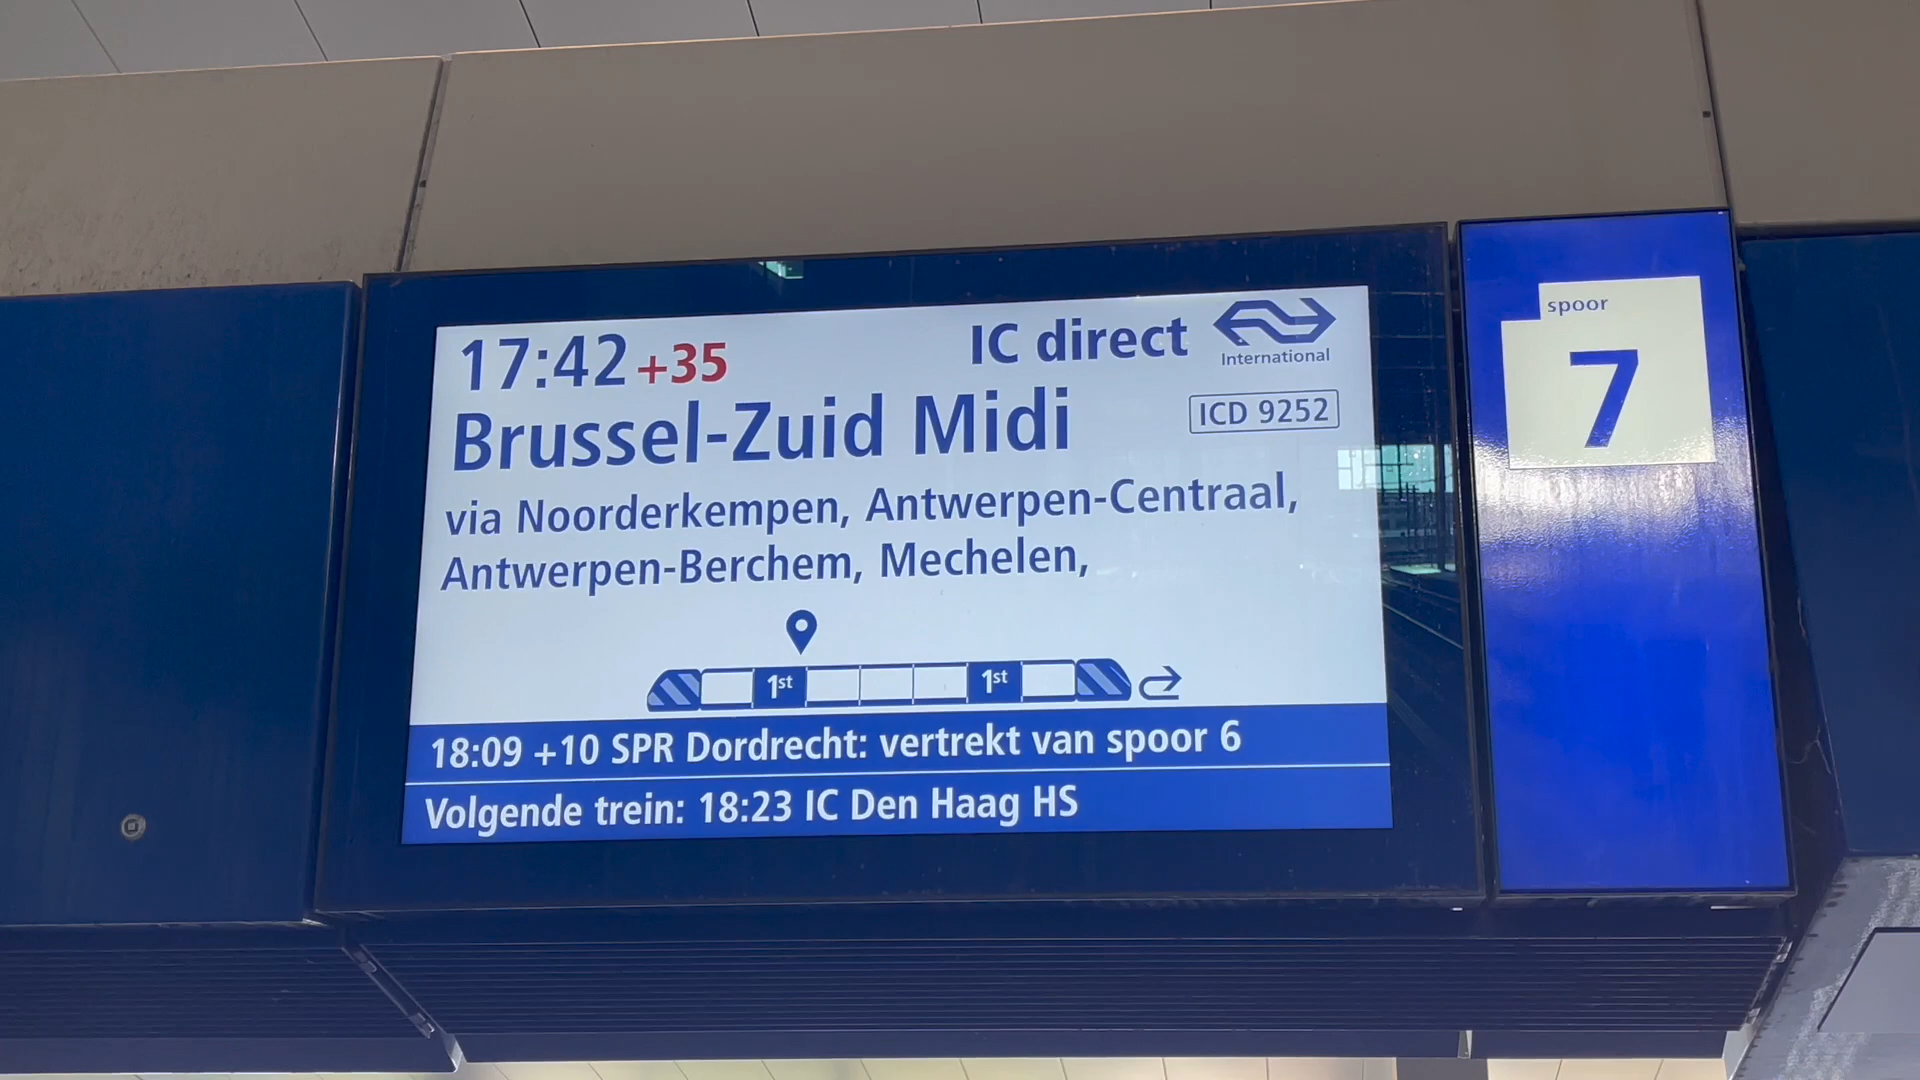 17:42 +35 IC direct
International
Brussel-Zuid Midi ICD 9252
via Noorderkempen, Antwerpen-Centraal,
Antwerpen-Berchem, Mechelen,
1st 1st
18:09 +10 SPR Dordrecht: vertrekt van spoor 6
Volgende trein: 18:23 IC Den Haag HS
spoor
7